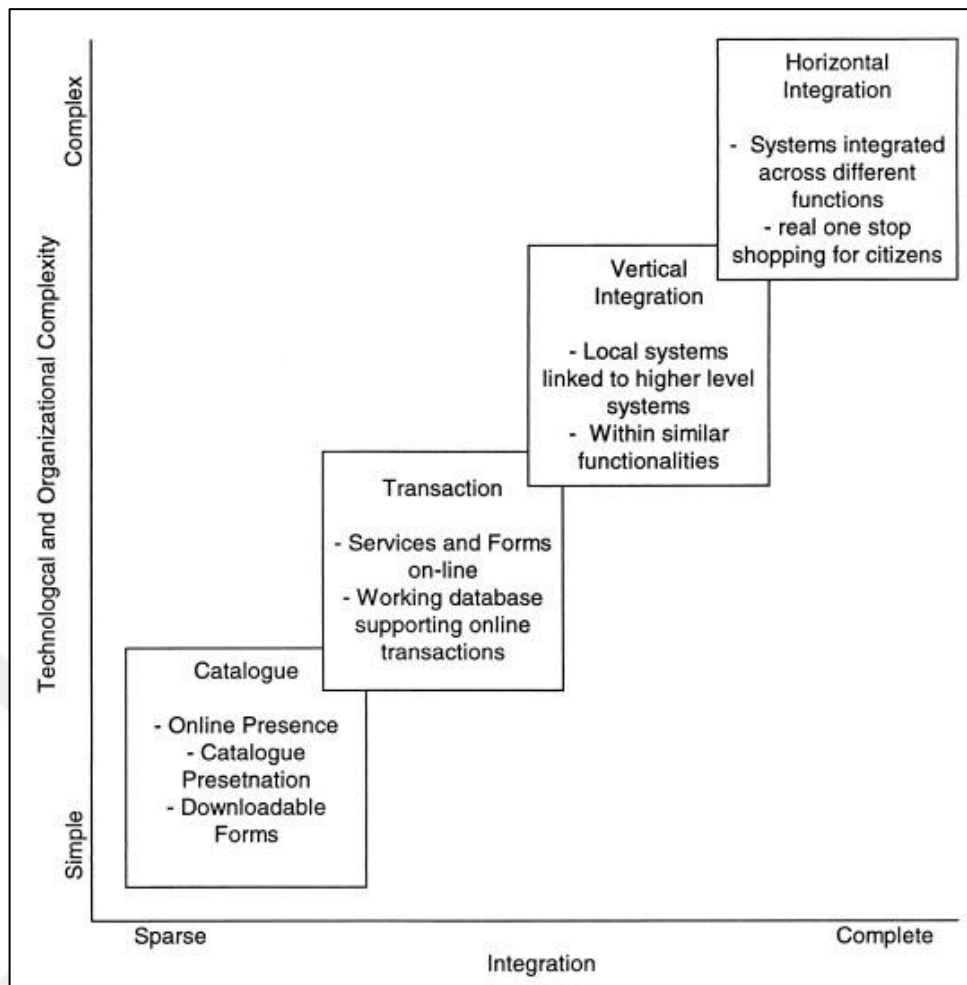 Technologcal and Organizational Complexity
Complex
Simple
Horizontal
Integration
- Systems integrated
across different
functions
- real one stop
shopping for citizens
Vertical
Integration
- Local systems
linked to higher level
systems
- Within similar
functionalities
Transaction
- Services and Forms
on-line
- Working database
supporting online
transactions
Catalogue
- Online Presence
- Catalogue
Presetnation
- Downloadable
Forms
Sparse
Complete
Integration